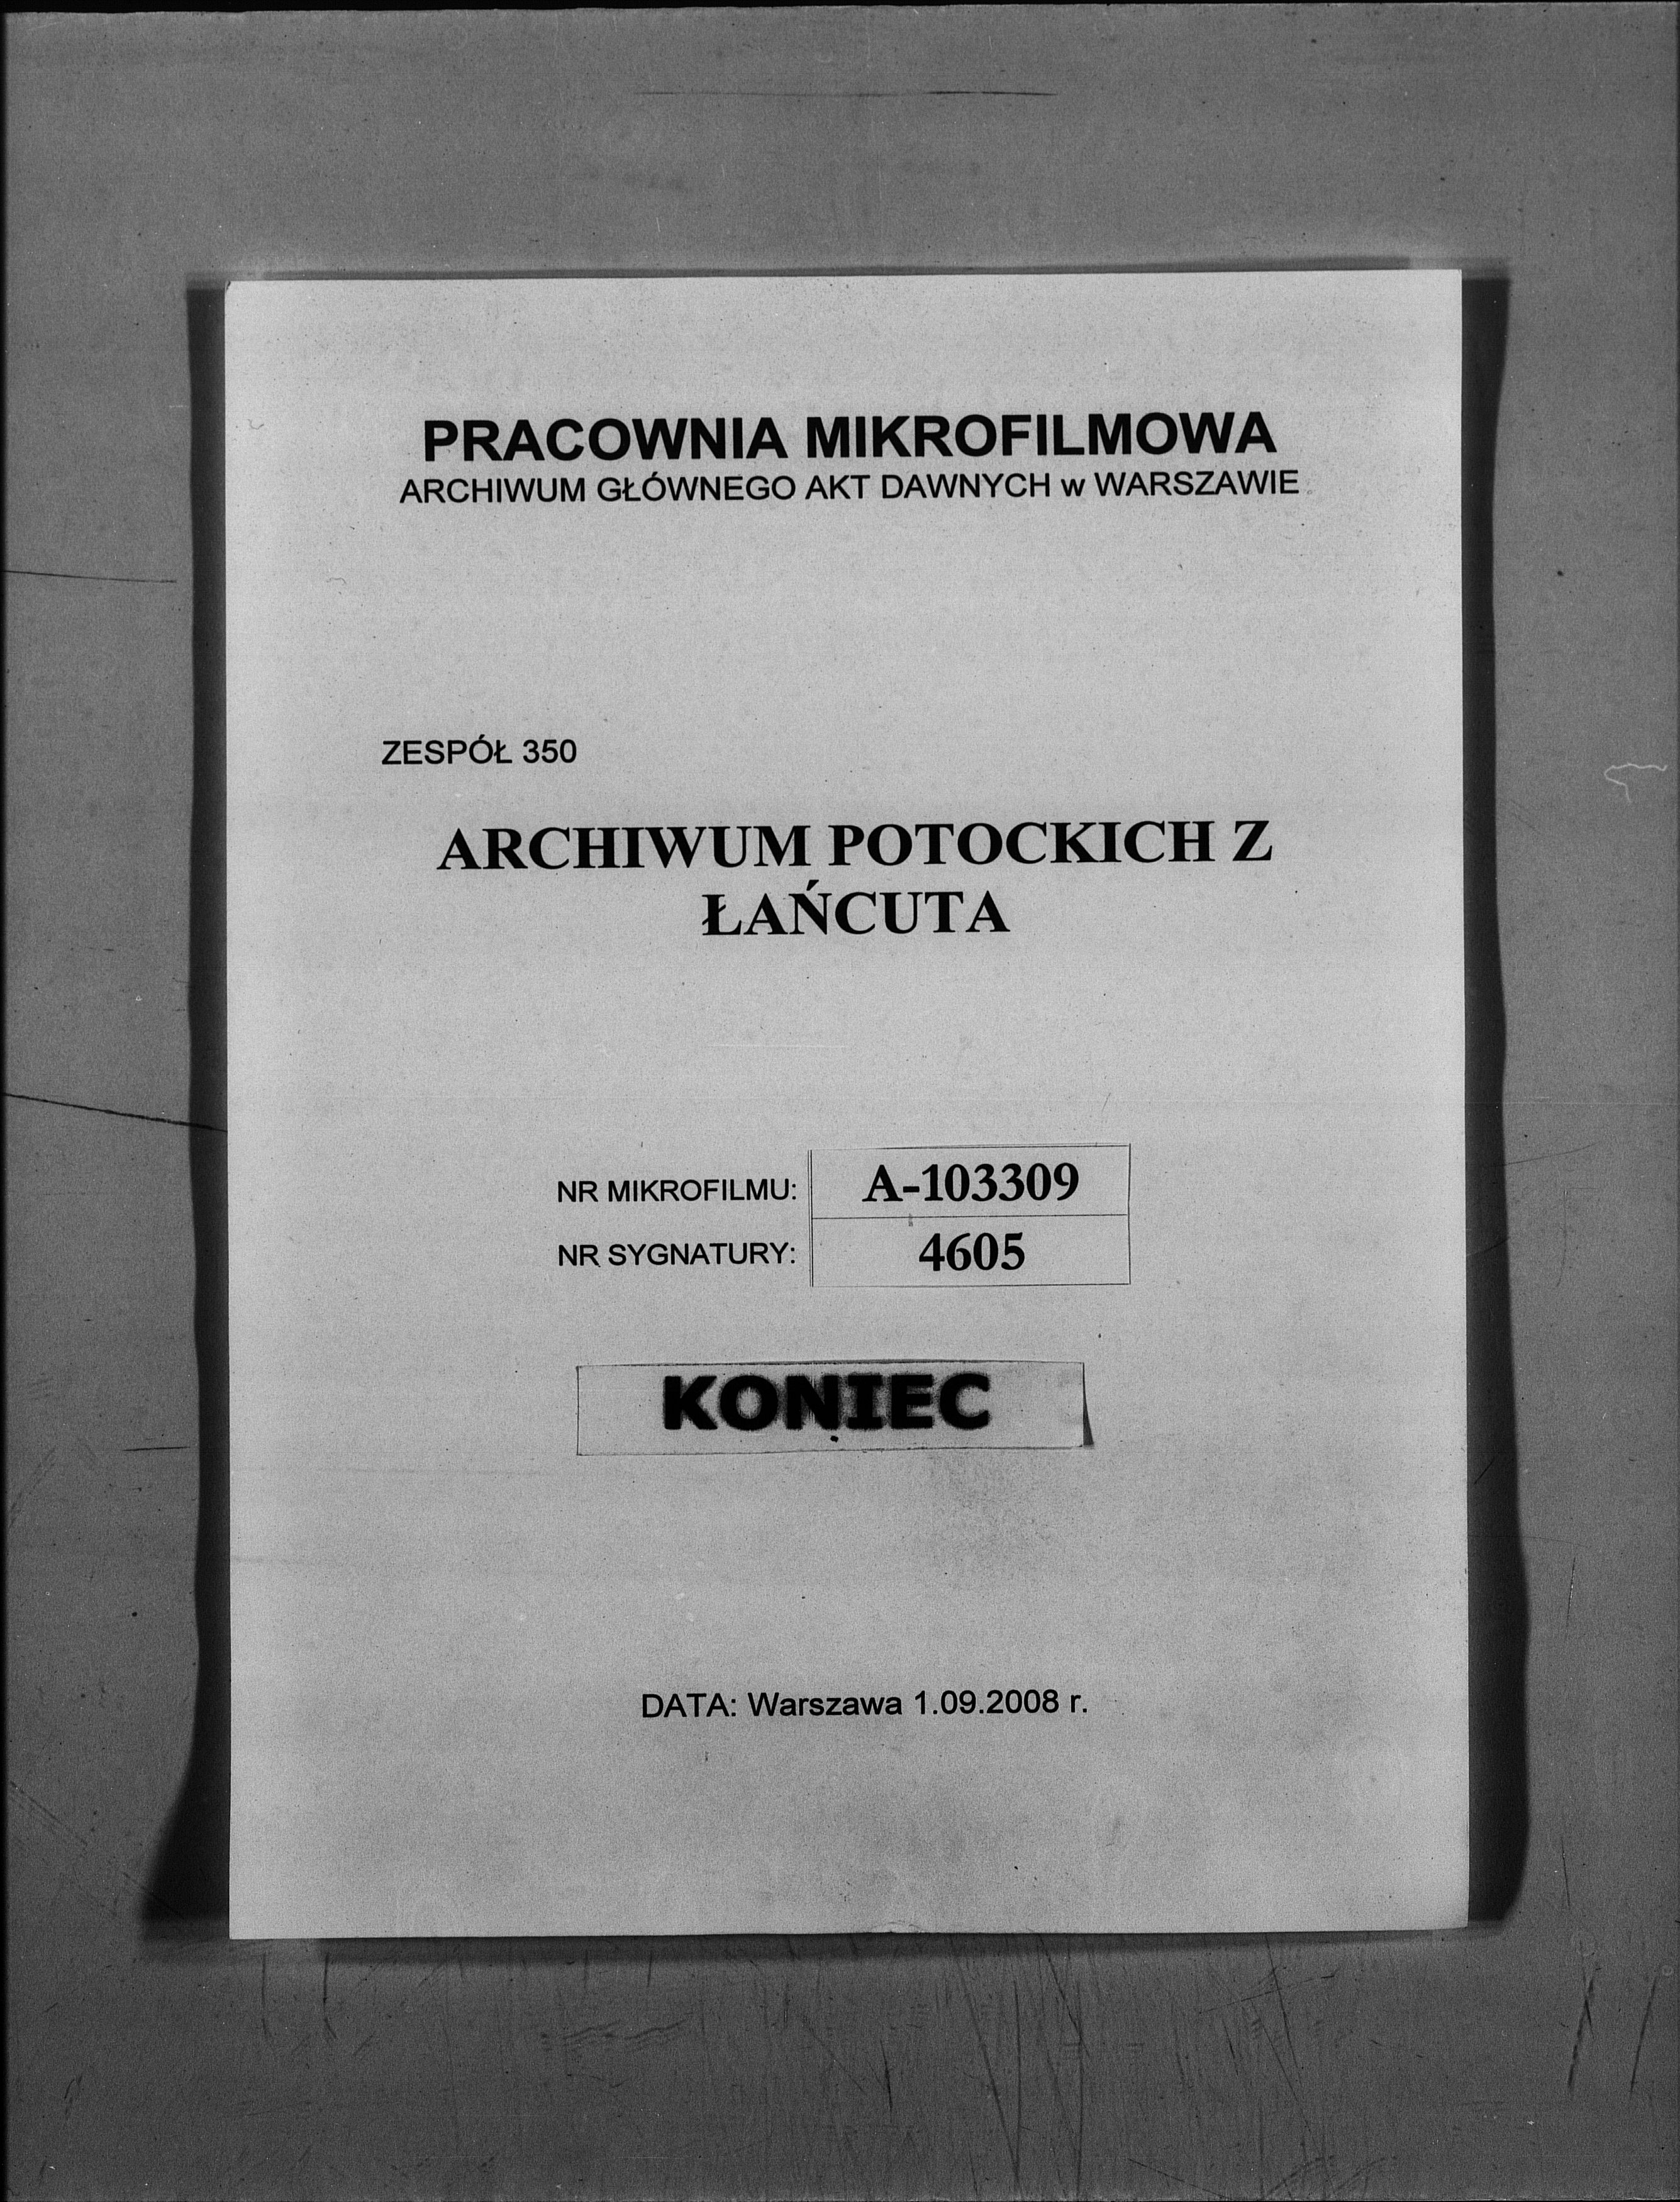 PRACOWNIA MIKROFILMOWA
ARCHIWUM GŁÓWNEGO AKT DAWNYCH w WARSZAWIE
ZESPÓŁ 350
ARCHIWUM POTOCKICH Z
ŁAŃCUTA
NR MIKROFILMU: A-103309
NR SYGNATURY: 4605
KONIEC
DATA: Warszawa 1.09.2008 r.